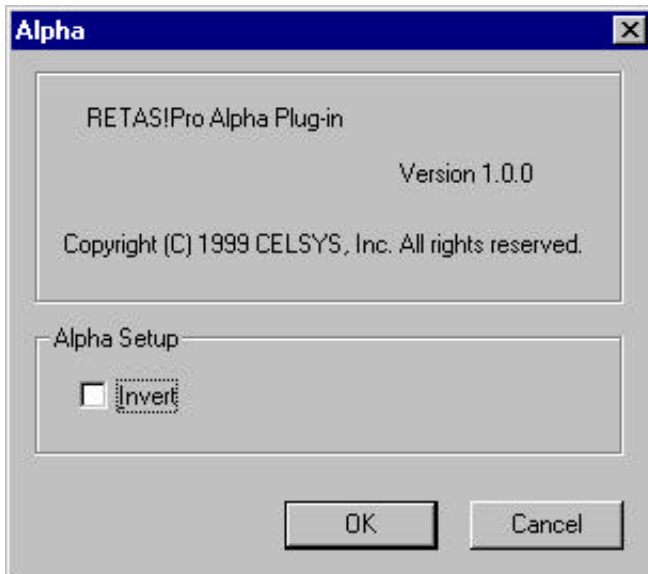 Alpha
RETAS!Pro Alpha Plug-in
Version 1.0.0
Copyright (C) 1999 CELSYS, Inc. All rights reserved.
Alpha Setup
Invert
OK
Cancel